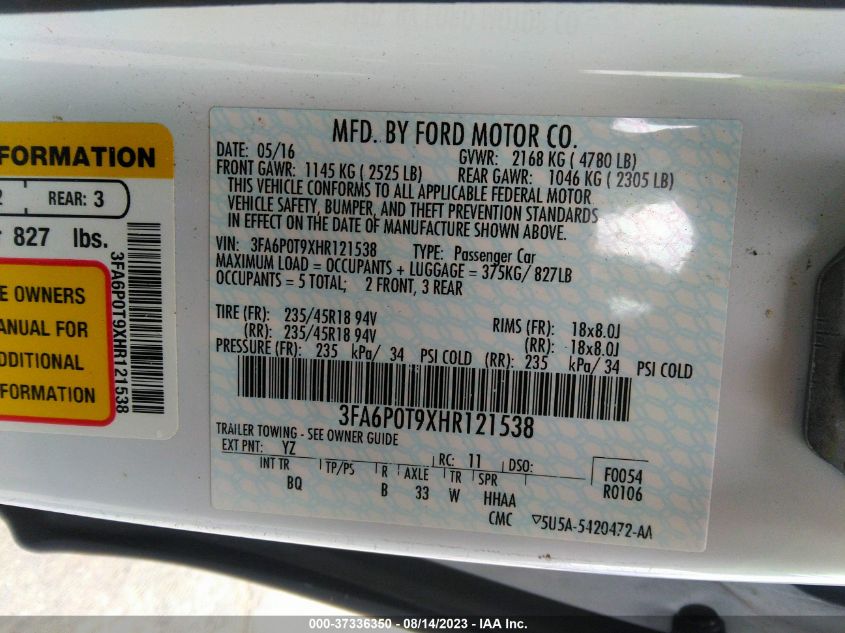 FORMATION
2 REAR: 3
827 lbs.
E OWNERS
MANUAL FOR
ADDITIONAL
FORMATION
3FA6P0T9XHR121538
MFD. BY FORD MOTOR CO.
DATE: 05/16 GVWR: 2168 KG ( 4780 LB)
FRONT GAWR: 1145 KG ( 2525 LB) REAR GAWR: 1046 KG ( 2305 LB)
THIS VEHICLE CONFORMS TO ALL APPLICABLE FEDERAL MOTOR
VEHICLE SAFETY, BUMPER, AND THEFT PREVENTION STANDARDS
IN EFFECT ON THE DATE OF MANUFACTURE SHOWN ABOVE.
VIN: 3FA6P0T9XHR121538 TYPE: Passenger Car
MAXIMUM LOAD = OCCUPANTS + LUGGAGE = 375KG/ 827LB
OCCUPANTS = 5 TOTAL; 2 FRONT, 3 REAR
TIRE (FR): 235/45R18 94V RIMS (FR): 18x8.0J
(RR): 235/45R18 94V (RR): 18x8.0J
PRESSURE (FR): 235 kPa/ 34 PSI COLD (RR): 235 kPa/ 34 PSI COLD
3FA6P0T9XHR121538
TRAILER TOWING - SEE OWNER GUIDE
EXT PNT: YZ RC: 11 DSO: F0054
INT TR TP/PS R AXLE TR SPR R0106
BQ B 33 W HHAA
CMC ▽5U5A-5420472-AA
000-37336350 - 08/14/2023 - IAA Inc.